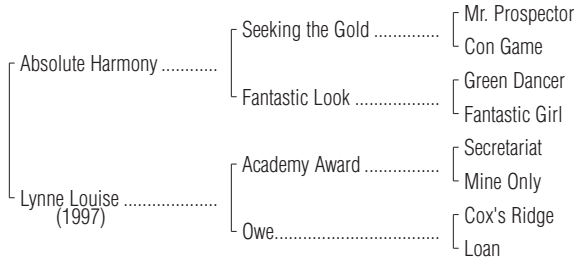 Mr. Prospector
Seeking the Gold ...............
Con Game
Absolute Harmony ............
Green Dancer
Fantastic Look ...................
Fantastic Girl
Secretariat
Academy Award .................
Mine Only
Lynne Louise .....................
(1997)
Cox's Ridge
Owe.....................................
Loan